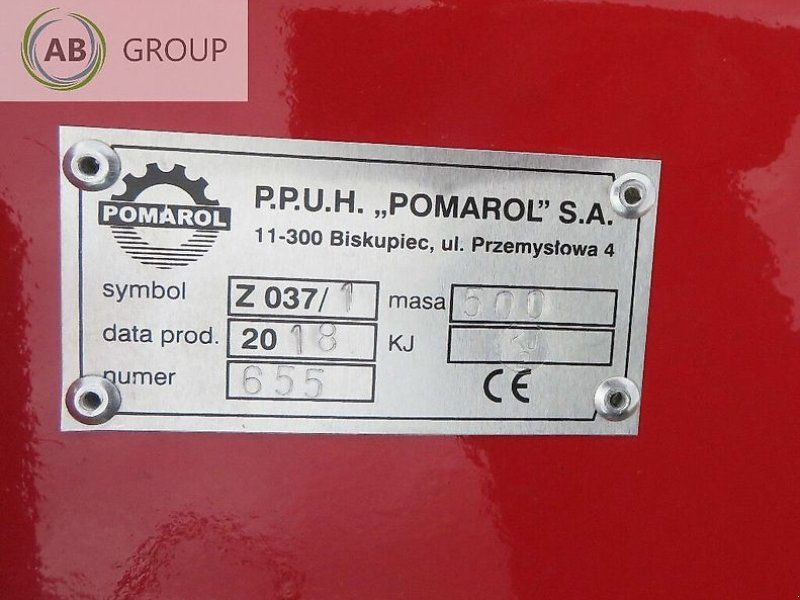 AB GROUP
POMAROL
P.P.U.H. „POMAROL” S.A.
11-300 Biskupiec, ul. Przemysłowa 4
symbol Z 037/1 masa 500
data prod. 2018 KJ
numer 655 CE